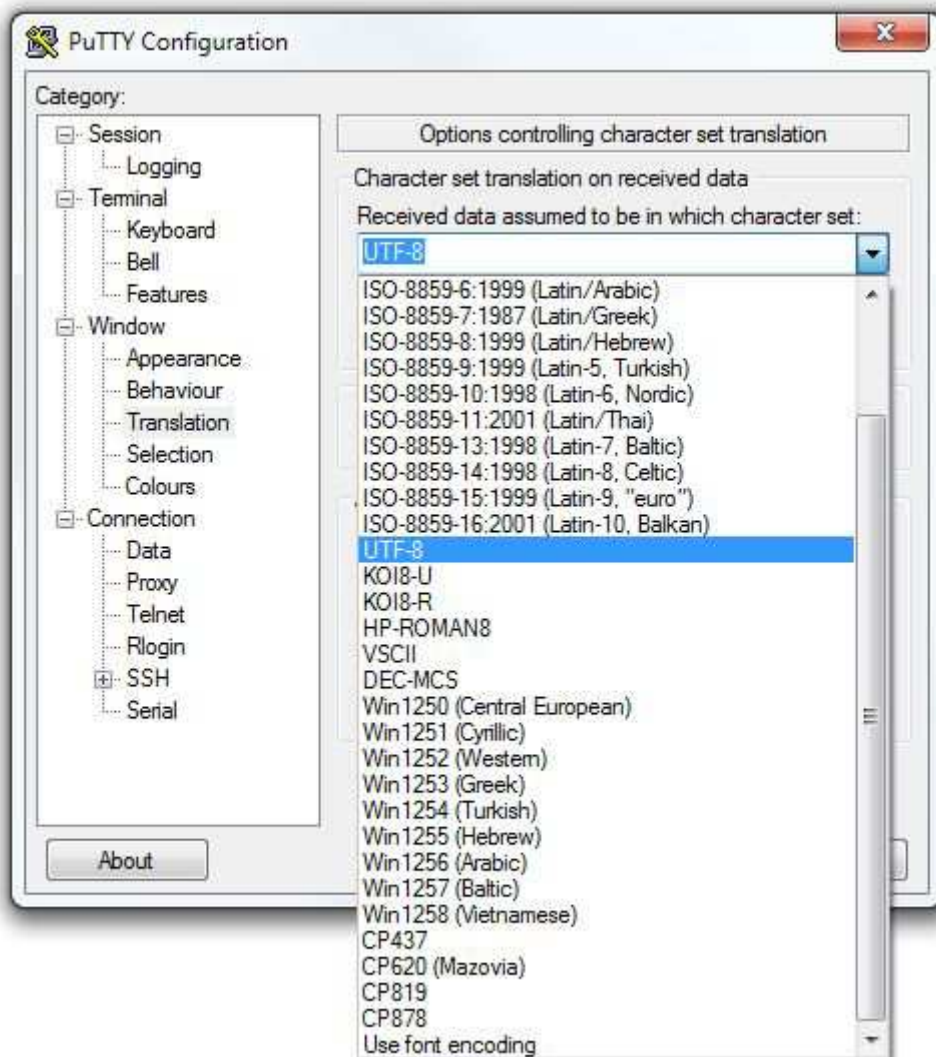 PuTTY Configuration
Category:
Session
Logging
Terminal
Keyboard
Bell
Features
Window
Appearance
Behaviour
Translation
Selection
Colours
Connection
Data
Proxy
Telnet
Rlogin
SSH
Serial
About
Options controlling character set translation
Character set translation on received data
Received data assumed to be in which character set:
UTF-8
ISO-8859-6:1999 (Latin/Arabic)
ISO-8859-7:1987 (Latin/Greek)
ISO-8859-8:1999 (Latin/Hebrew)
ISO-8859-9:1999 (Latin-5, Turkish)
ISO-8859-10:1998 (Latin-6, Nordic)
ISO-8859-11:2001 (Latin/Thai)
ISO-8859-13:1998 (Latin-7, Baltic)
ISO-8859-14:1998 (Latin-8, Celtic)
ISO-8859-15:1999 (Latin-9, "euro")
ISO-8859-16:2001 (Latin-10, Balkan)
UTF-8
KOI8-U
KOI8-R
HP-ROMAN8
VSCII
DEC-MCS
Win1250 (Central European)
Win1251 (Cyrillic)
Win1252 (Western)
Win1253 (Greek)
Win1254 (Turkish)
Win1255 (Hebrew)
Win1256 (Arabic)
Win1257 (Baltic)
Win1258 (Vietnamese)
CP437
CP620 (Mazovia)
CP819
CP878
Use font encoding